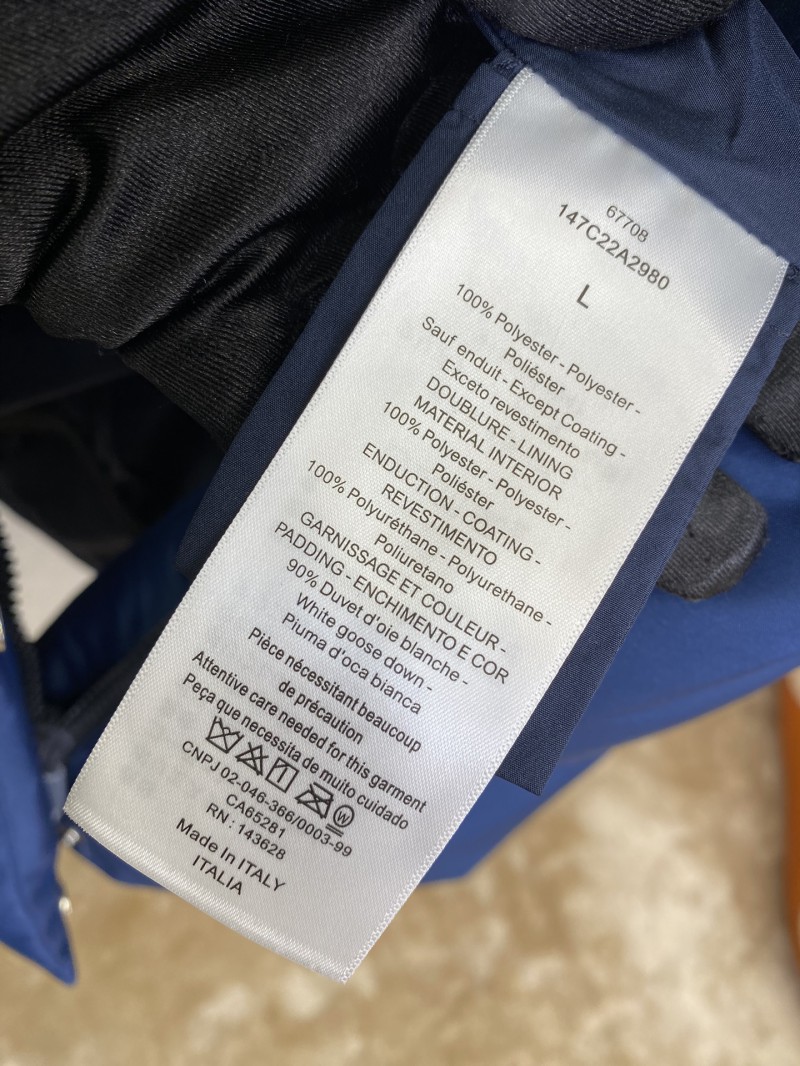 67708
147C22A2980
L
100% Polyester - Polyester -
Poliéster
Sauf enduit - Except Coating -
Exceto revestimento
DOUBLURE - LINING
MATERIAL INTERIOR
100% Polyester - Polyester -
Poliéster
ENDUCTION - COATING -
REVESTIMENTO
100% Polyuréthane - Polyurethane -
Poliuretano
GARNISSAGE ET COULEUR -
PADDING - ENCHIMENTO E COR
90% Duvet d'oie blanche -
White goose down -
Piuma d'oca bianca
Pièce nécessitant beaucoup
de précaution
Attentive care needed for this garment
Peça que necessita de muito cuidado
W
CNPJ 02-046-366/0003-99
CA65281
RN : 143628
Made In ITALY
ITALIA